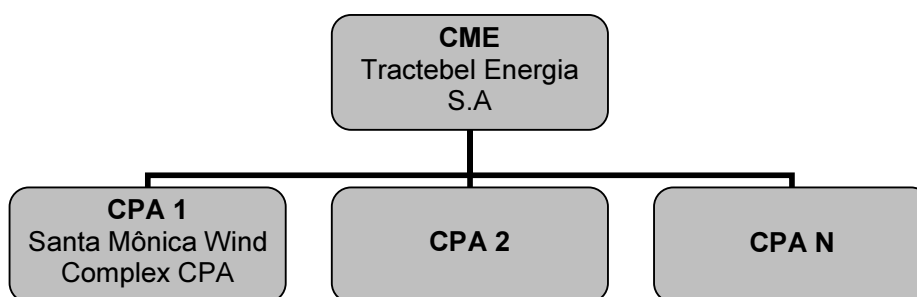 CME
Tractebel Energia
S.A
CPA 1
Santa Mônica Wind
Complex CPA
CPA 2
CPA N